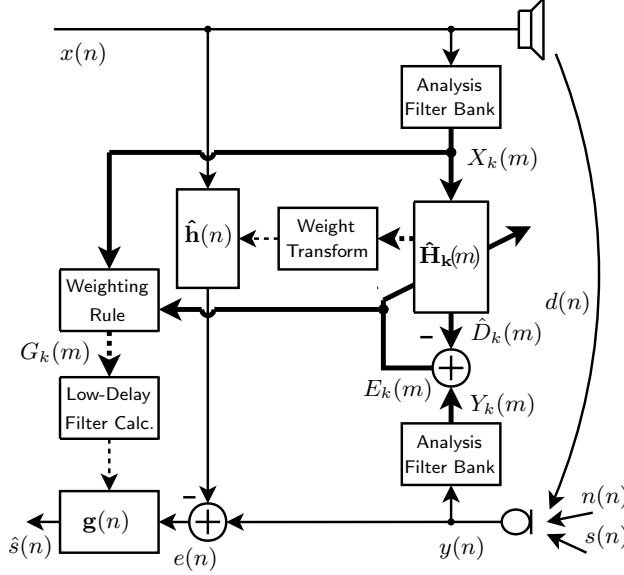 x(n)
Analysis
Filter Bank
X_k(m)
ĥ(n)
Weight
Transform
Ĥ_k(m)
Weighting
Rule
d(n)
−
D̂_k(m)
G_k(m)
E_k(m)
+
Low-Delay
Filter Calc.
Y_k(m)
Analysis
Filter Bank
−
g(n)
+
n(n)
ŝ(n)
e(n)
y(n)
s(n)